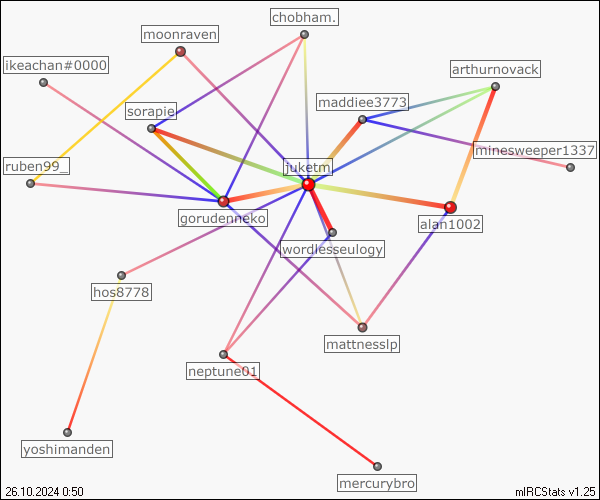 chobham.
moonraven
ikeachan#0000
arthurnovack
maddiee3773
sorapie
minesweeper1337
ruben99_
juketm
gorudenneko
alan1002
wordlesseulogy
hos8778
mattnesslp
neptune01
yoshimanden
mercurybro
26.10.2024 0:50
mIRCStats v1.25